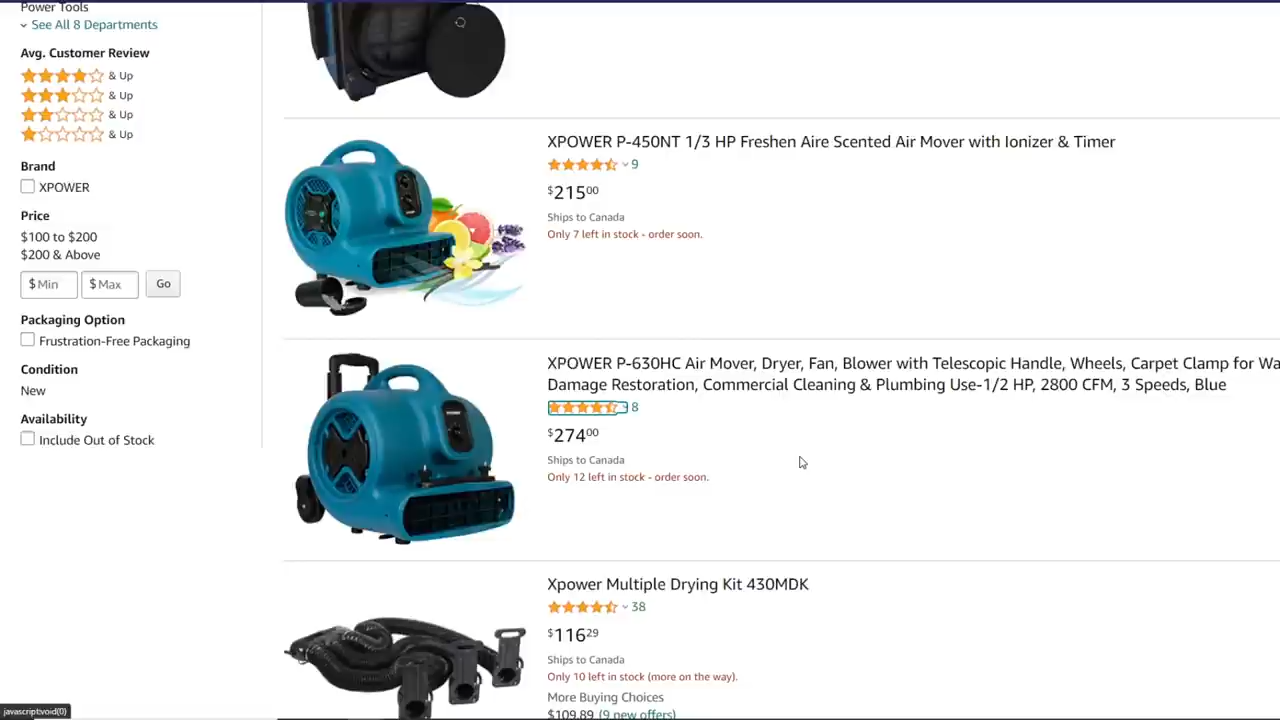 Power Tools
See All 8 Departments
Avg. Customer Review
& Up
& Up
& Up
& Up
Brand
XPOWER
Price
$100 to $200
$200 & Above
$ Min $ Max Go
Packaging Option
Frustration-Free Packaging
Condition
New
Availability
Include Out of Stock
XPOWER P-450NT 1/3 HP Freshen Aire Scented Air Mover with Ionizer & Timer
9
$21500
Ships to Canada
Only 7 left in stock - order soon.
XPOWER P-630HC Air Mover, Dryer, Fan, Blower with Telescopic Handle, Wheels, Carpet Clamp for Wa
Damage Restoration, Commercial Cleaning & Plumbing Use-1/2 HP, 2800 CFM, 3 Speeds, Blue
8
$27400
Ships to Canada
Only 12 left in stock - order soon.
Xpower Multiple Drying Kit 430MDK
38
$11629
Ships to Canada
Only 10 left in stock (more on the way).
More Buying Choices
$109.89 (9 new offers)
javascript:void(0)